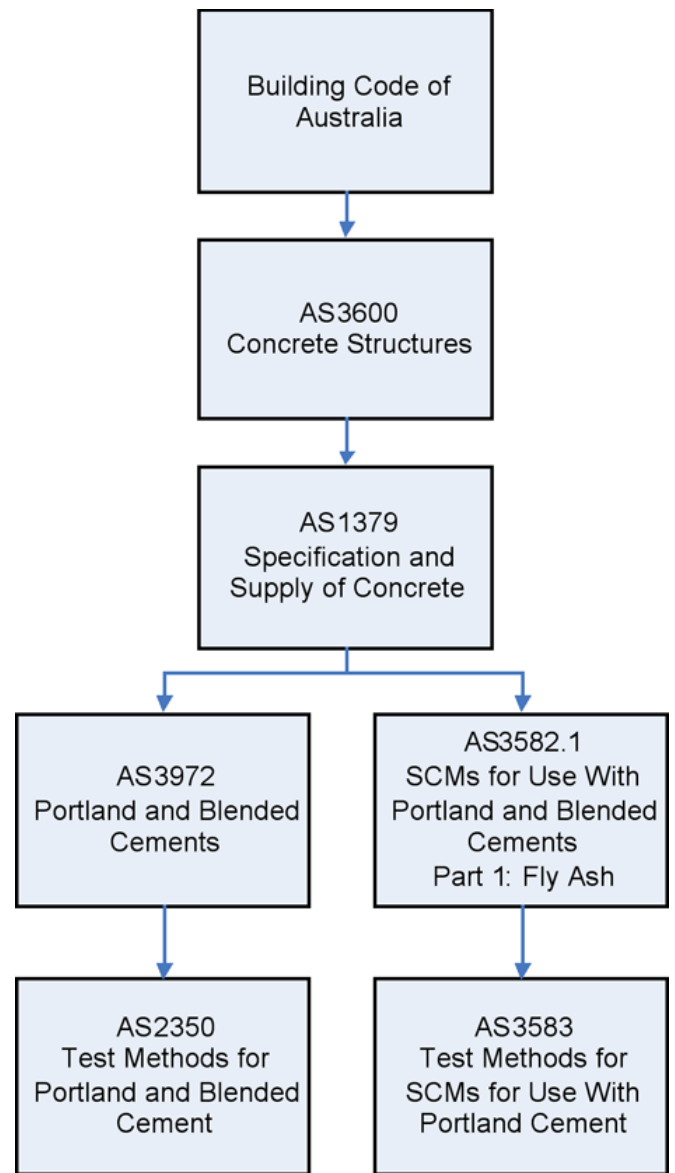 Building Code of
Australia
AS3600
Concrete Structures
AS1379
Specification and
Supply of Concrete
AS3972
Portland and Blended
Cements
AS3582.1
SCMs for Use With
Portland and Blended
Cements
Part 1: Fly Ash
AS2350
Test Methods for
Portland and Blended
Cement
AS3583
Test Methods for
SCMs for Use With
Portland Cement